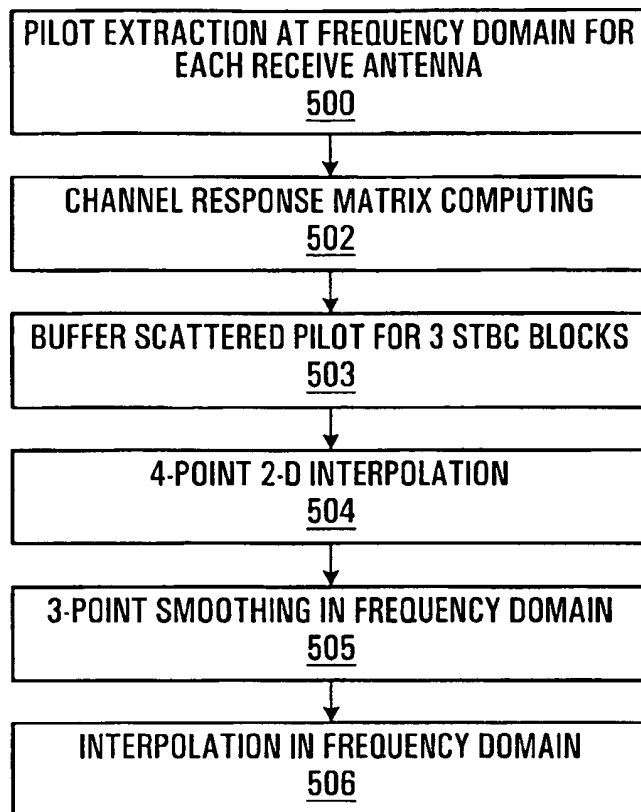 PILOT EXTRACTION AT FREQUENCY DOMAIN FOR
EACH RECEIVE ANTENNA
500
CHANNEL RESPONSE MATRIX COMPUTING
502
BUFFER SCATTERED PILOT FOR 3 STBC BLOCKS
503
4-POINT 2-D INTERPOLATION
504
3-POINT SMOOTHING IN FREQUENCY DOMAIN
505
INTERPOLATION IN FREQUENCY DOMAIN
506